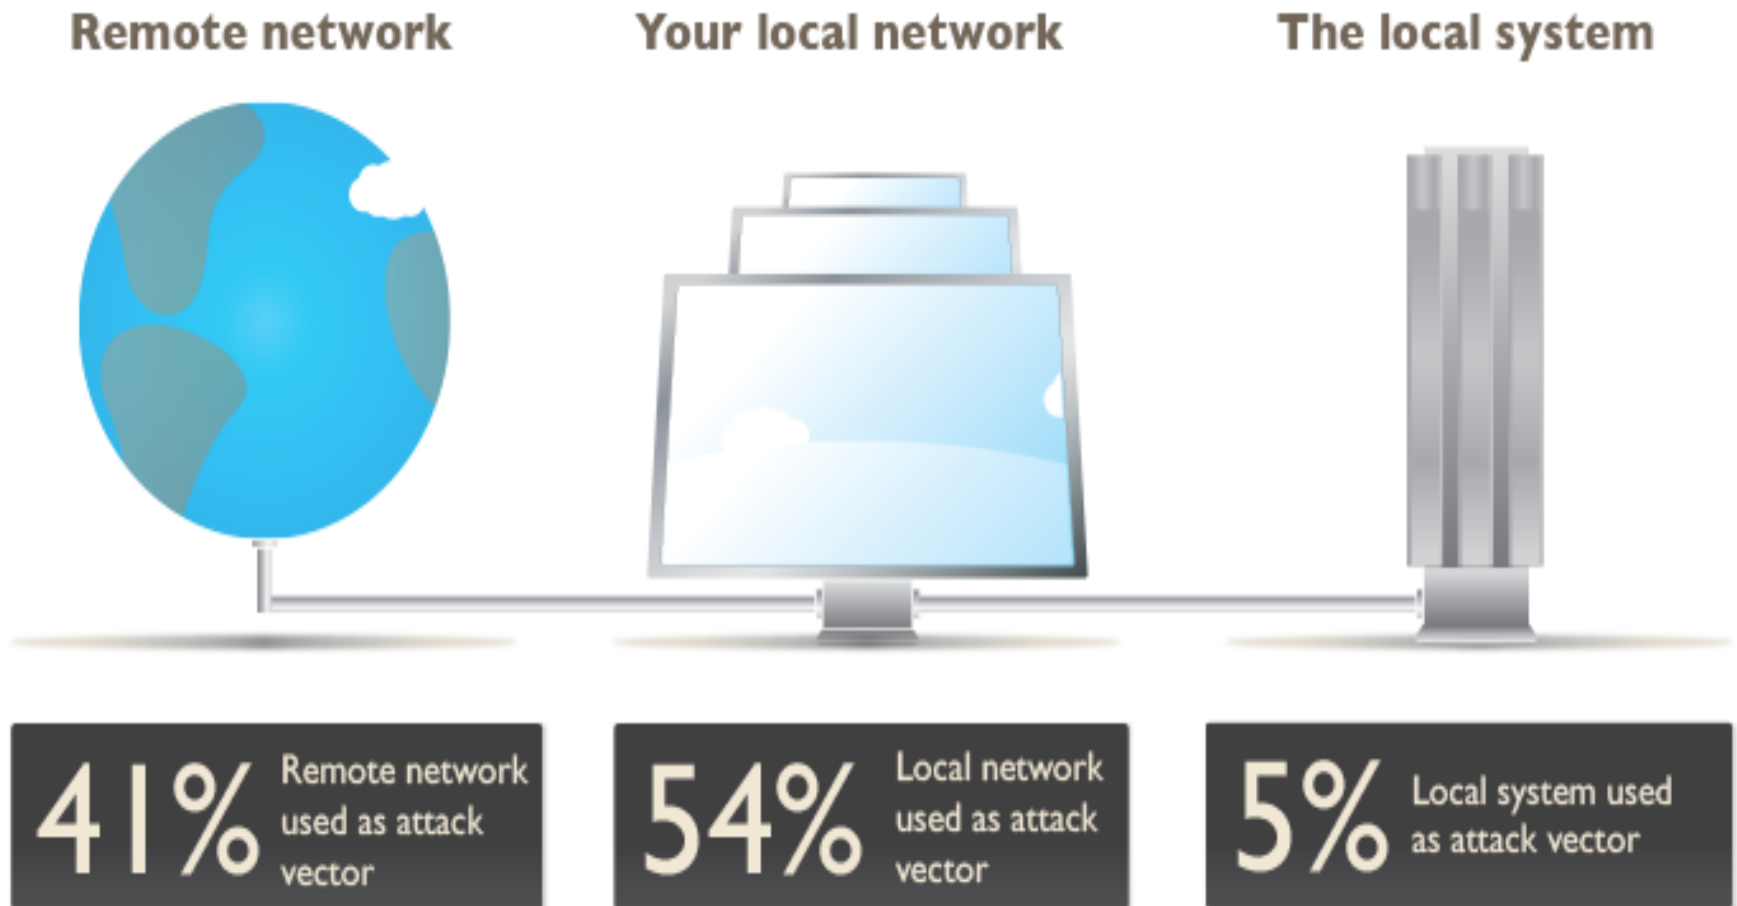 Remote network
Your local network
The local system
41%
Remote network
used as attack
vector
54%
Local network
used as attack
vector
5%
Local system used
as attack vector